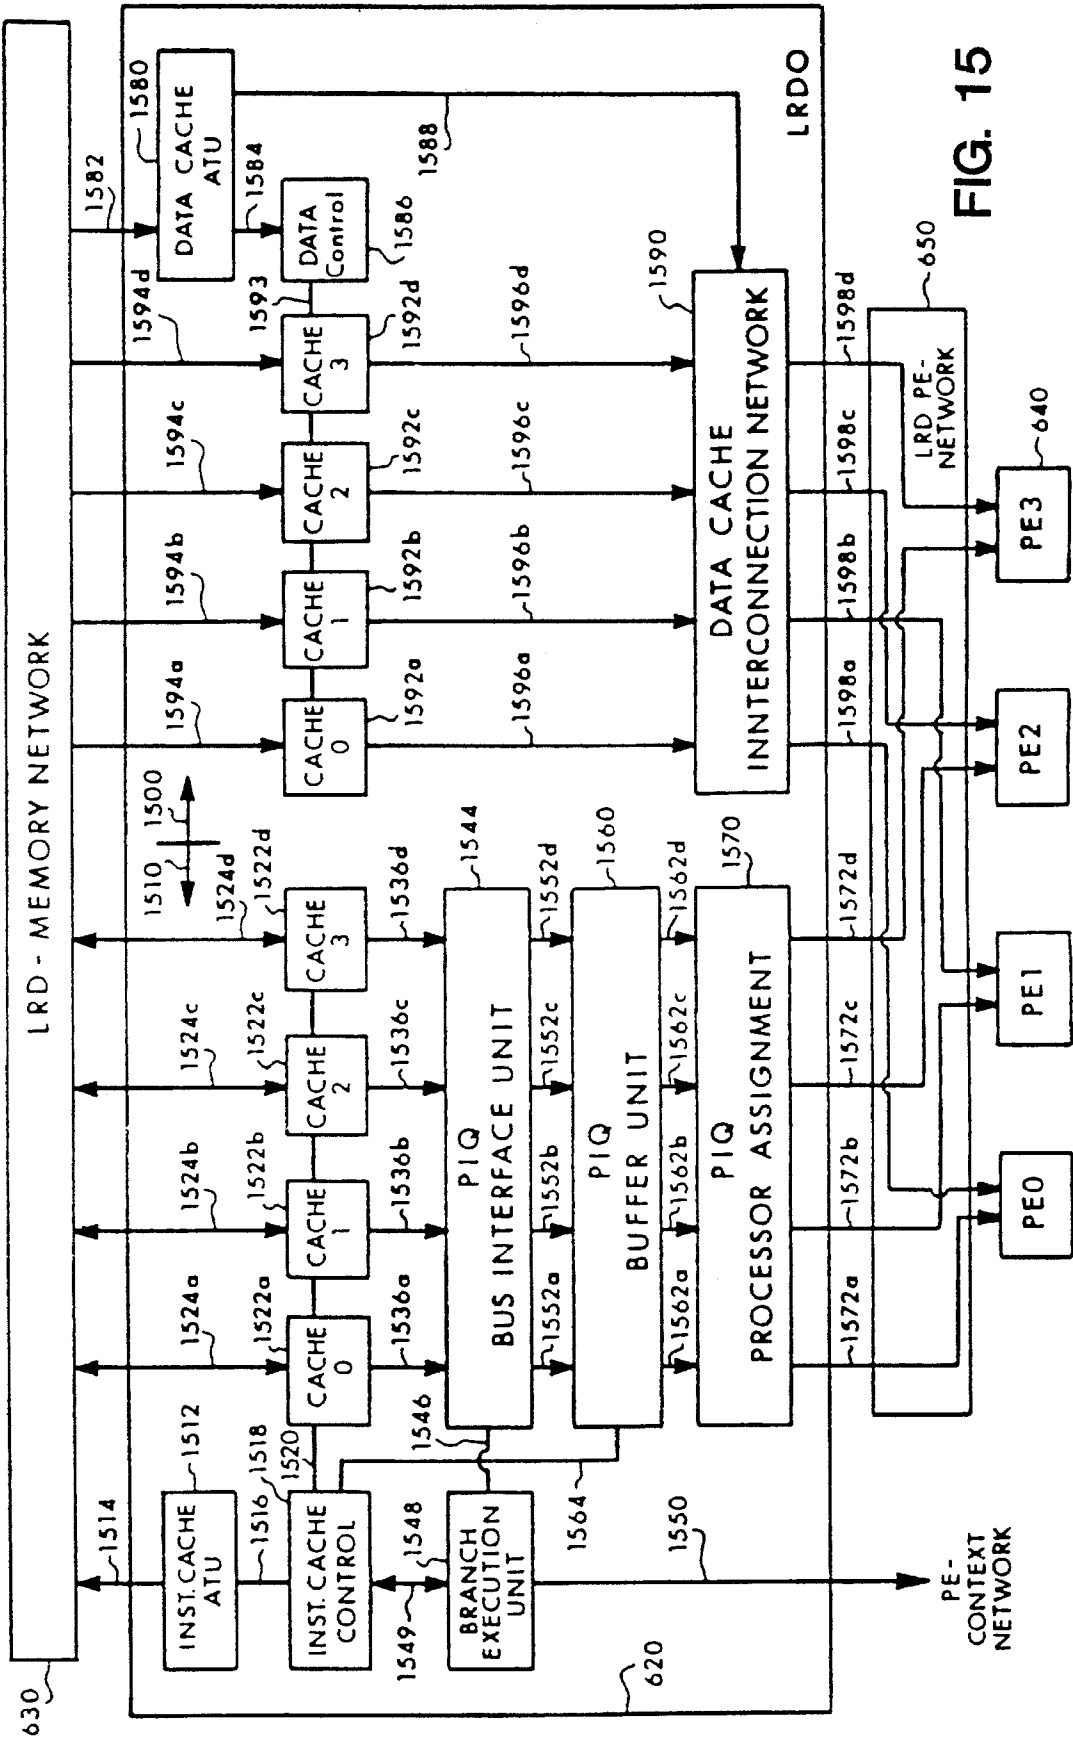 630
LRD - MEMORY NETWORK
1514
1524a
1524b
1524c
1524d
1510
1500
1594a
1594b
1594c
1594d
1582
1512
INST. CACHE
ATU
1516
1518
INST. CACHE
CONTROL
1520
1522a
CACHE
0
1522b
CACHE
1
1522c
CACHE
2
1522d
CACHE
3
CACHE
0
1592a
CACHE
1
1592b
CACHE
2
1592c
CACHE
3
1592d
1593
DATA
Control
1586
1584
DATA CACHE
ATU
1580
1588
1549
1548
BRANCH
EXECUTION
UNIT
1546
1564
1536a
1536b
1536c
1536d
PIQ
BUS INTERFACE UNIT
1544
1552a
1552b
1552c
1552d
PIQ
BUFFER UNIT
1560
1562a
1562b
1562c
1562d
PIQ
PROCESSOR ASSIGNMENT
1570
1596a
1596b
1596c
1596d
DATA CACHE
INNTERCONNECTION NETWORK
1590
LRDO
620
1550
1572a
1572b
1572c
1572d
1598a
1598b
1598c
1598d
LRD PE-
NETWORK
650
PE-
CONTEXT
NETWORK
PE0
PE1
PE2
PE3
640
FIG. 15